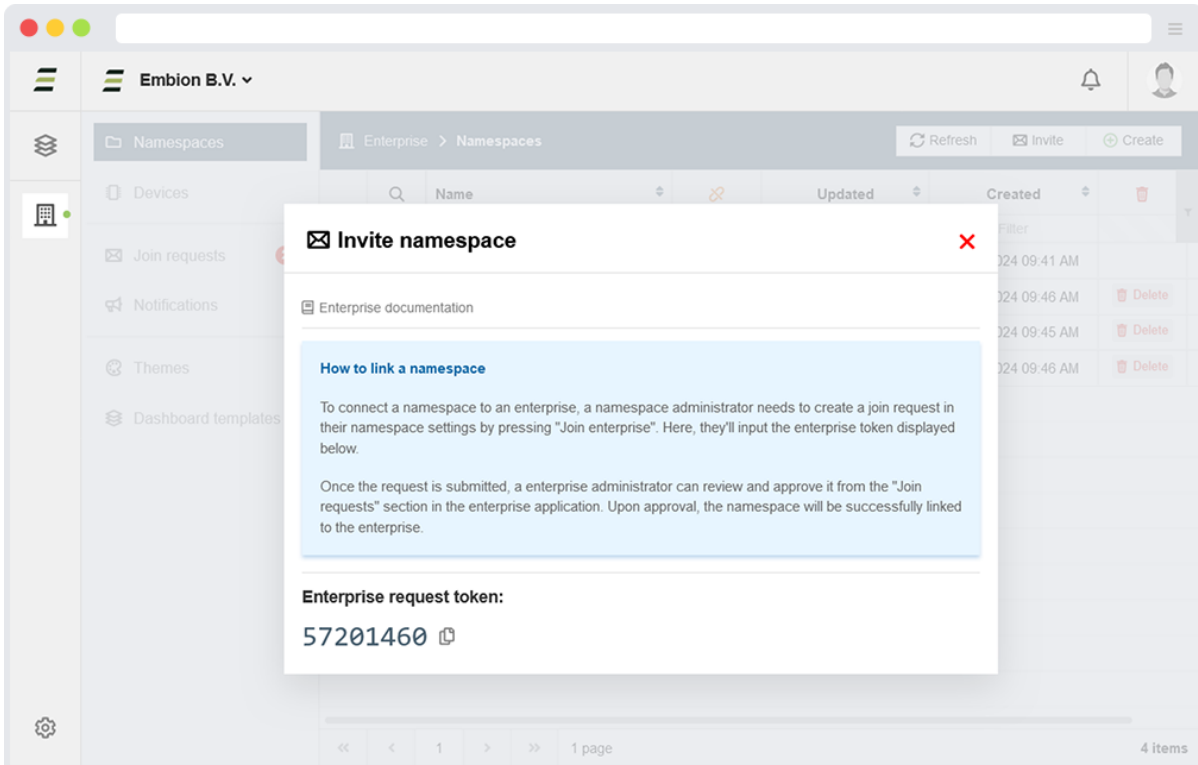 Embion B.V.
Namespaces
Enterprise > Namespaces
Refresh
Invite
Create
Devices
Name
Updated
Created
Filter
Join requests
Notifications
Themes
Dashboard templates
024 09:41 AM
024 09:46 AM
Delete
024 09:45 AM
Delete
024 09:46 AM
Delete
Invite namespace
Enterprise documentation
How to link a namespace
To connect a namespace to an enterprise, a namespace administrator needs to create a join request in
their namespace settings by pressing "Join enterprise". Here, they'll input the enterprise token displayed
below.
Once the request is submitted, a enterprise administrator can review and approve it from the "Join
requests" section in the enterprise application. Upon approval, the namespace will be successfully linked
to the enterprise.
Enterprise request token:
57201460
1
1 page
4 items